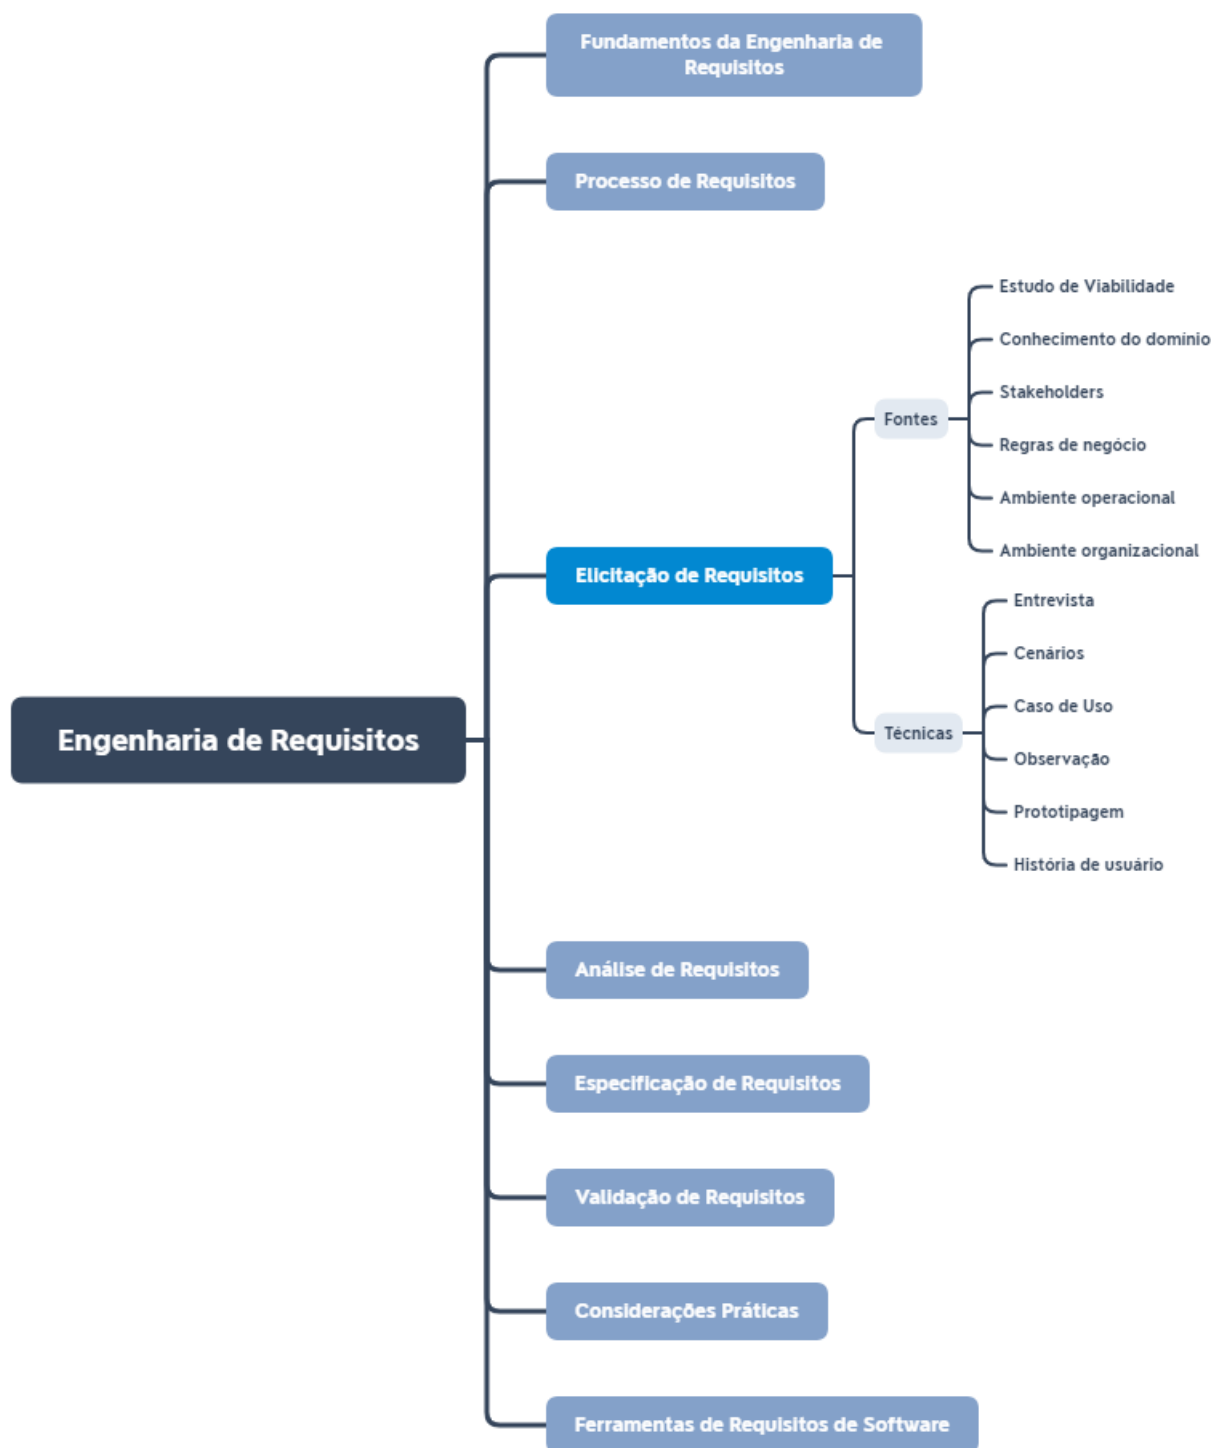 Fundamentos da Engenharia de
Requisitos
Processo de Requisitos
Estudo de Viabilidade
Conhecimento do domínio
Stakeholders
Fontes
Regras de negócio
Ambiente operacional
Ambiente organizacional
Elicitação de Requisitos
Entrevista
Cenários
Caso de Uso
Técnicas
Observação
Prototipagem
História de usuário
Engenharia de Requisitos
Análise de Requisitos
Especificação de Requisitos
Validação de Requisitos
Considerações Práticas
Ferramentas de Requisitos de Software